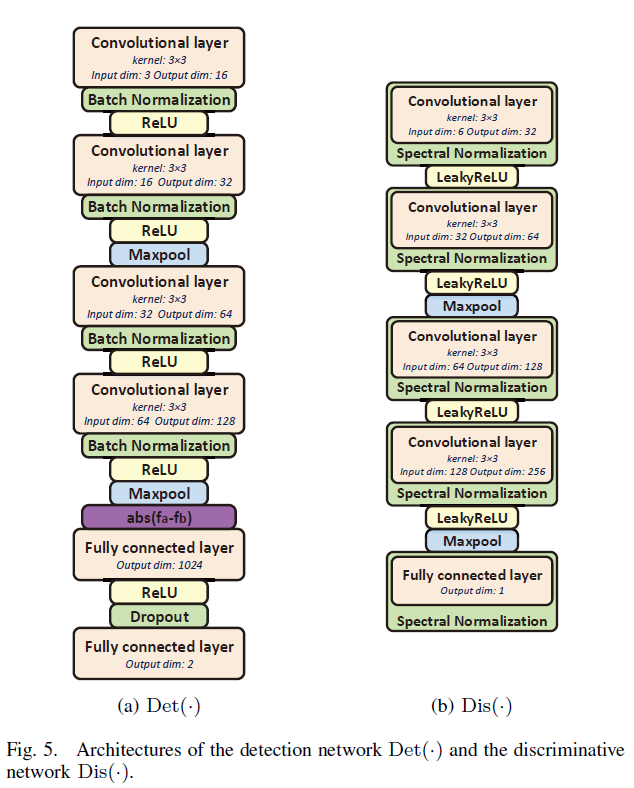 Convolutional layer
kernel: 3×3
Input dim: 3 Output dim: 16
Batch Normalization
ReLU
Convolutional layer
kernel: 3×3
Input dim: 16 Output dim: 32
Batch Normalization
ReLU
Maxpool
Convolutional layer
kernel: 3×3
Input dim: 32 Output dim: 64
Batch Normalization
ReLU
Convolutional layer
kernel: 3×3
Input dim: 64 Output dim: 128
Batch Normalization
ReLU
Maxpool
abs(fa-fb)
Fully connected layer
Output dim: 1024
ReLU
Dropout
Fully connected layer
Output dim: 2
(a) Det(·)
Convolutional layer
kernel: 3×3
Input dim: 6 Output dim: 32
Spectral Normalization
LeakyReLU
Convolutional layer
kernel: 3×3
Input dim: 32 Output dim: 64
Spectral Normalization
LeakyReLU
Maxpool
Convolutional layer
kernel: 3×3
Input dim: 64 Output dim: 128
Spectral Normalization
LeakyReLU
Convolutional layer
kernel: 3×3
Input dim: 128 Output dim: 256
Spectral Normalization
LeakyReLU
Maxpool
Fully connected layer
Output dim: 1
Spectral Normalization
(b) Dis(·)
Fig. 5. Architectures of the detection network Det(·) and the discriminative
network Dis(·).